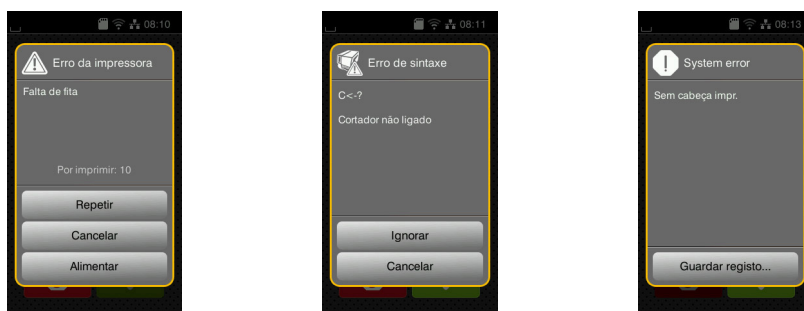 08:10
Erro da impressora
Falta de fita
Por imprimir: 10
Repetir
Cancelar
Alimentar
08:11
Erro de sintaxe
C<-?
Cortador não ligado
Ignorar
Cancelar
08:13
System error
Sem cabeça impr.
Guardar registo...